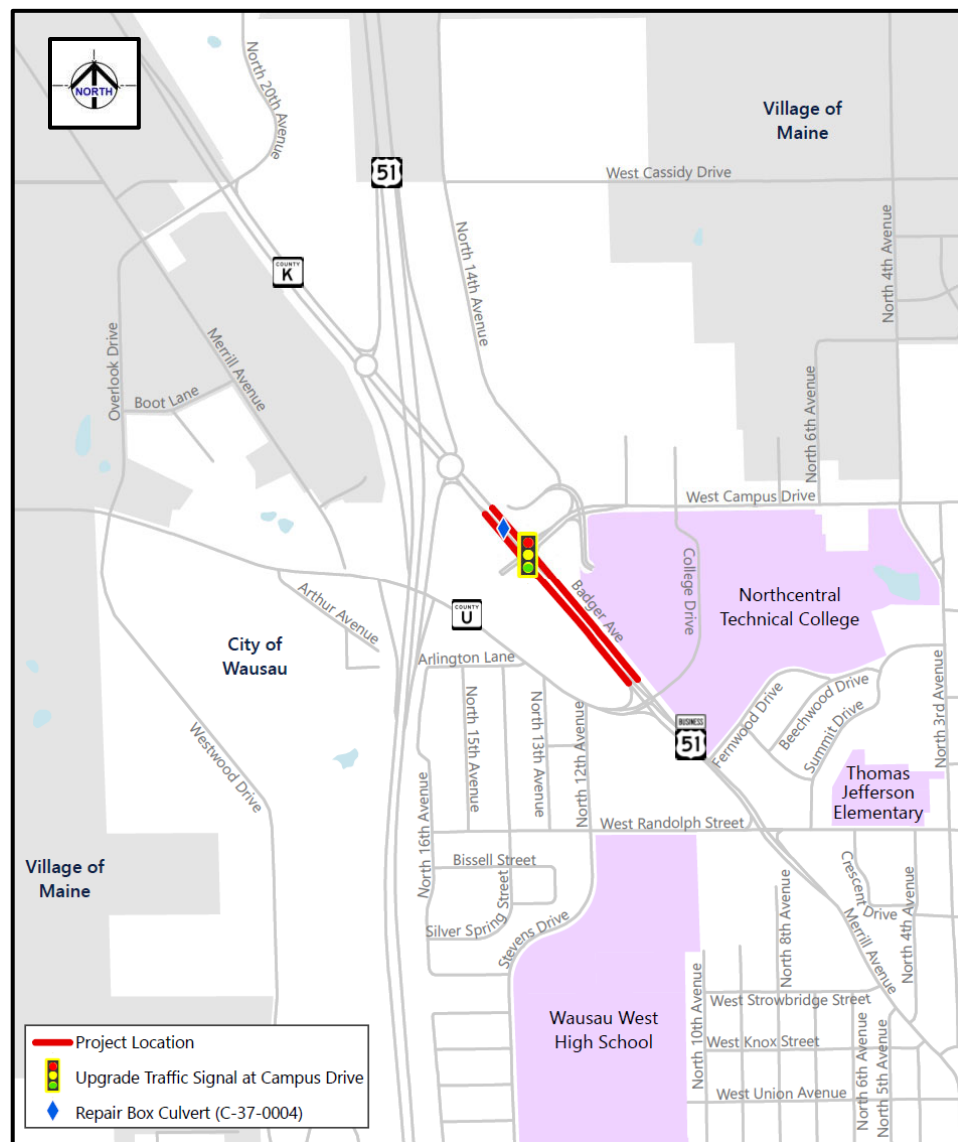 NORTH
North 20th Avenue
Village of
Maine
51
West Cassidy Drive
COUNTY
K
North 14th Avenue
North 4th Avenue
Overlook Drive
Merrill Avenue
Boot Lane
North 6th Avenue
West Campus Drive
College Drive
Badger Ave
Northcentral
Technical College
Arthur Avenue
COUNTY
U
City of
Wausau
Arlington Lane
North 15th Avenue
North 13th Avenue
North 12th Avenue
BUSINESS
51
Fernwood Drive
Beechwood Drive
Summit Drive
North 3rd Avenue
Westwood Drive
Thomas
Jefferson
Elementary
North 16th Avenue
West Randolph Street
Village of
Maine
Bissell Street
Silver Spring Street
Stevens Drive
Crescent Drive
North 4th Avenue
North 8th Avenue
Merrill Avenue
Wausau West
High School
North 10th Avenue
West Strowbridge Street
West Knox Street
West Union Avenue
North 6th Avenue
North 5th Avenue
Project Location
Upgrade Traffic Signal at Campus Drive
Repair Box Culvert (C-37-0004)